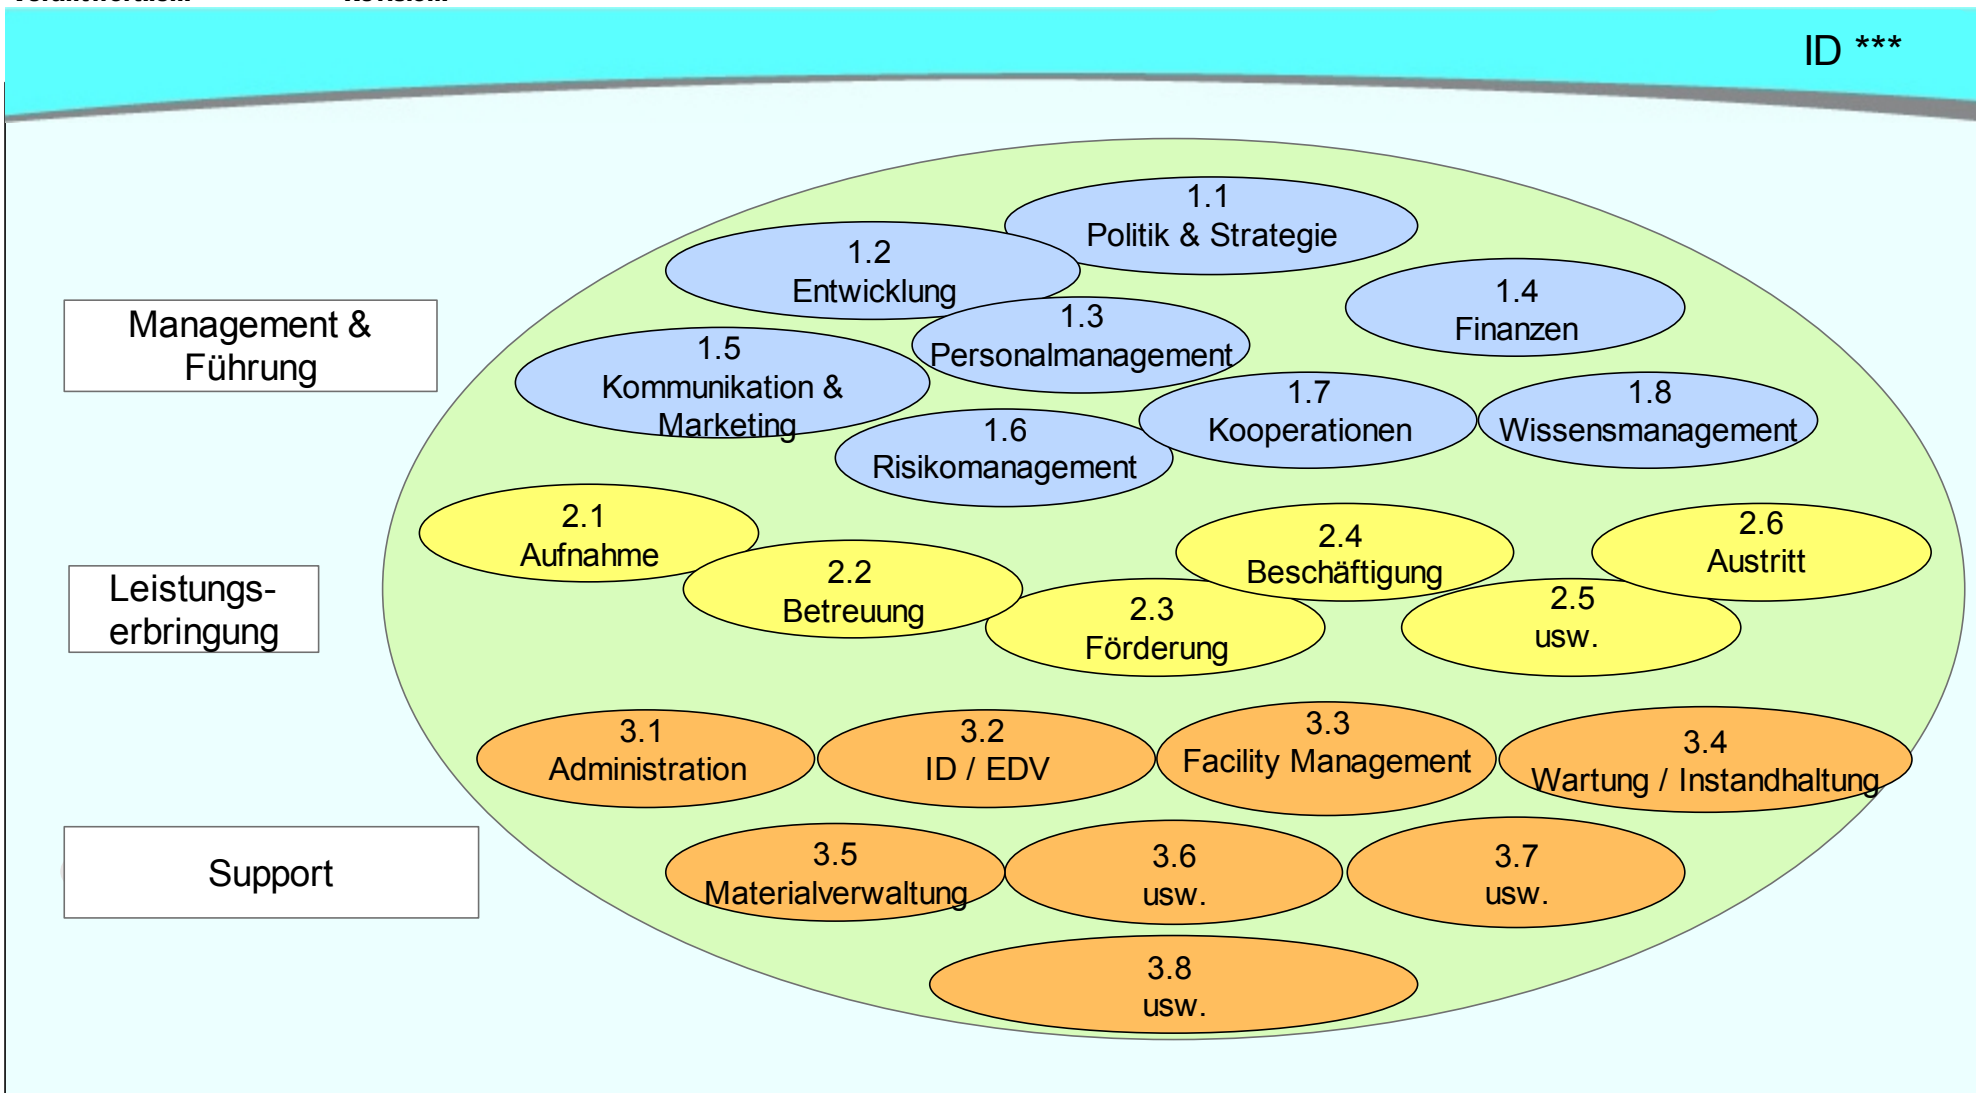 ID ***
1.1
Politik & Strategie
1.2
Entwicklung
1.3
Personalmanagement
1.4
Finanzen
Management &
Führung
1.5
Kommunikation &
Marketing
1.6
Risikomanagement
1.7
Kooperationen
1.8
Wissensmanagement
Leistungs-
erbringung
2.1
Aufnahme
2.2
Betreuung
2.3
Förderung
2.4
Beschäftigung
2.5
usw.
2.6
Austritt
3.1
Administration
3.2
ID / EDV
3.3
Facility Management
3.4
Wartung / Instandhaltung
Support
3.5
Materialverwaltung
3.6
usw.
3.7
usw.
3.8
usw.